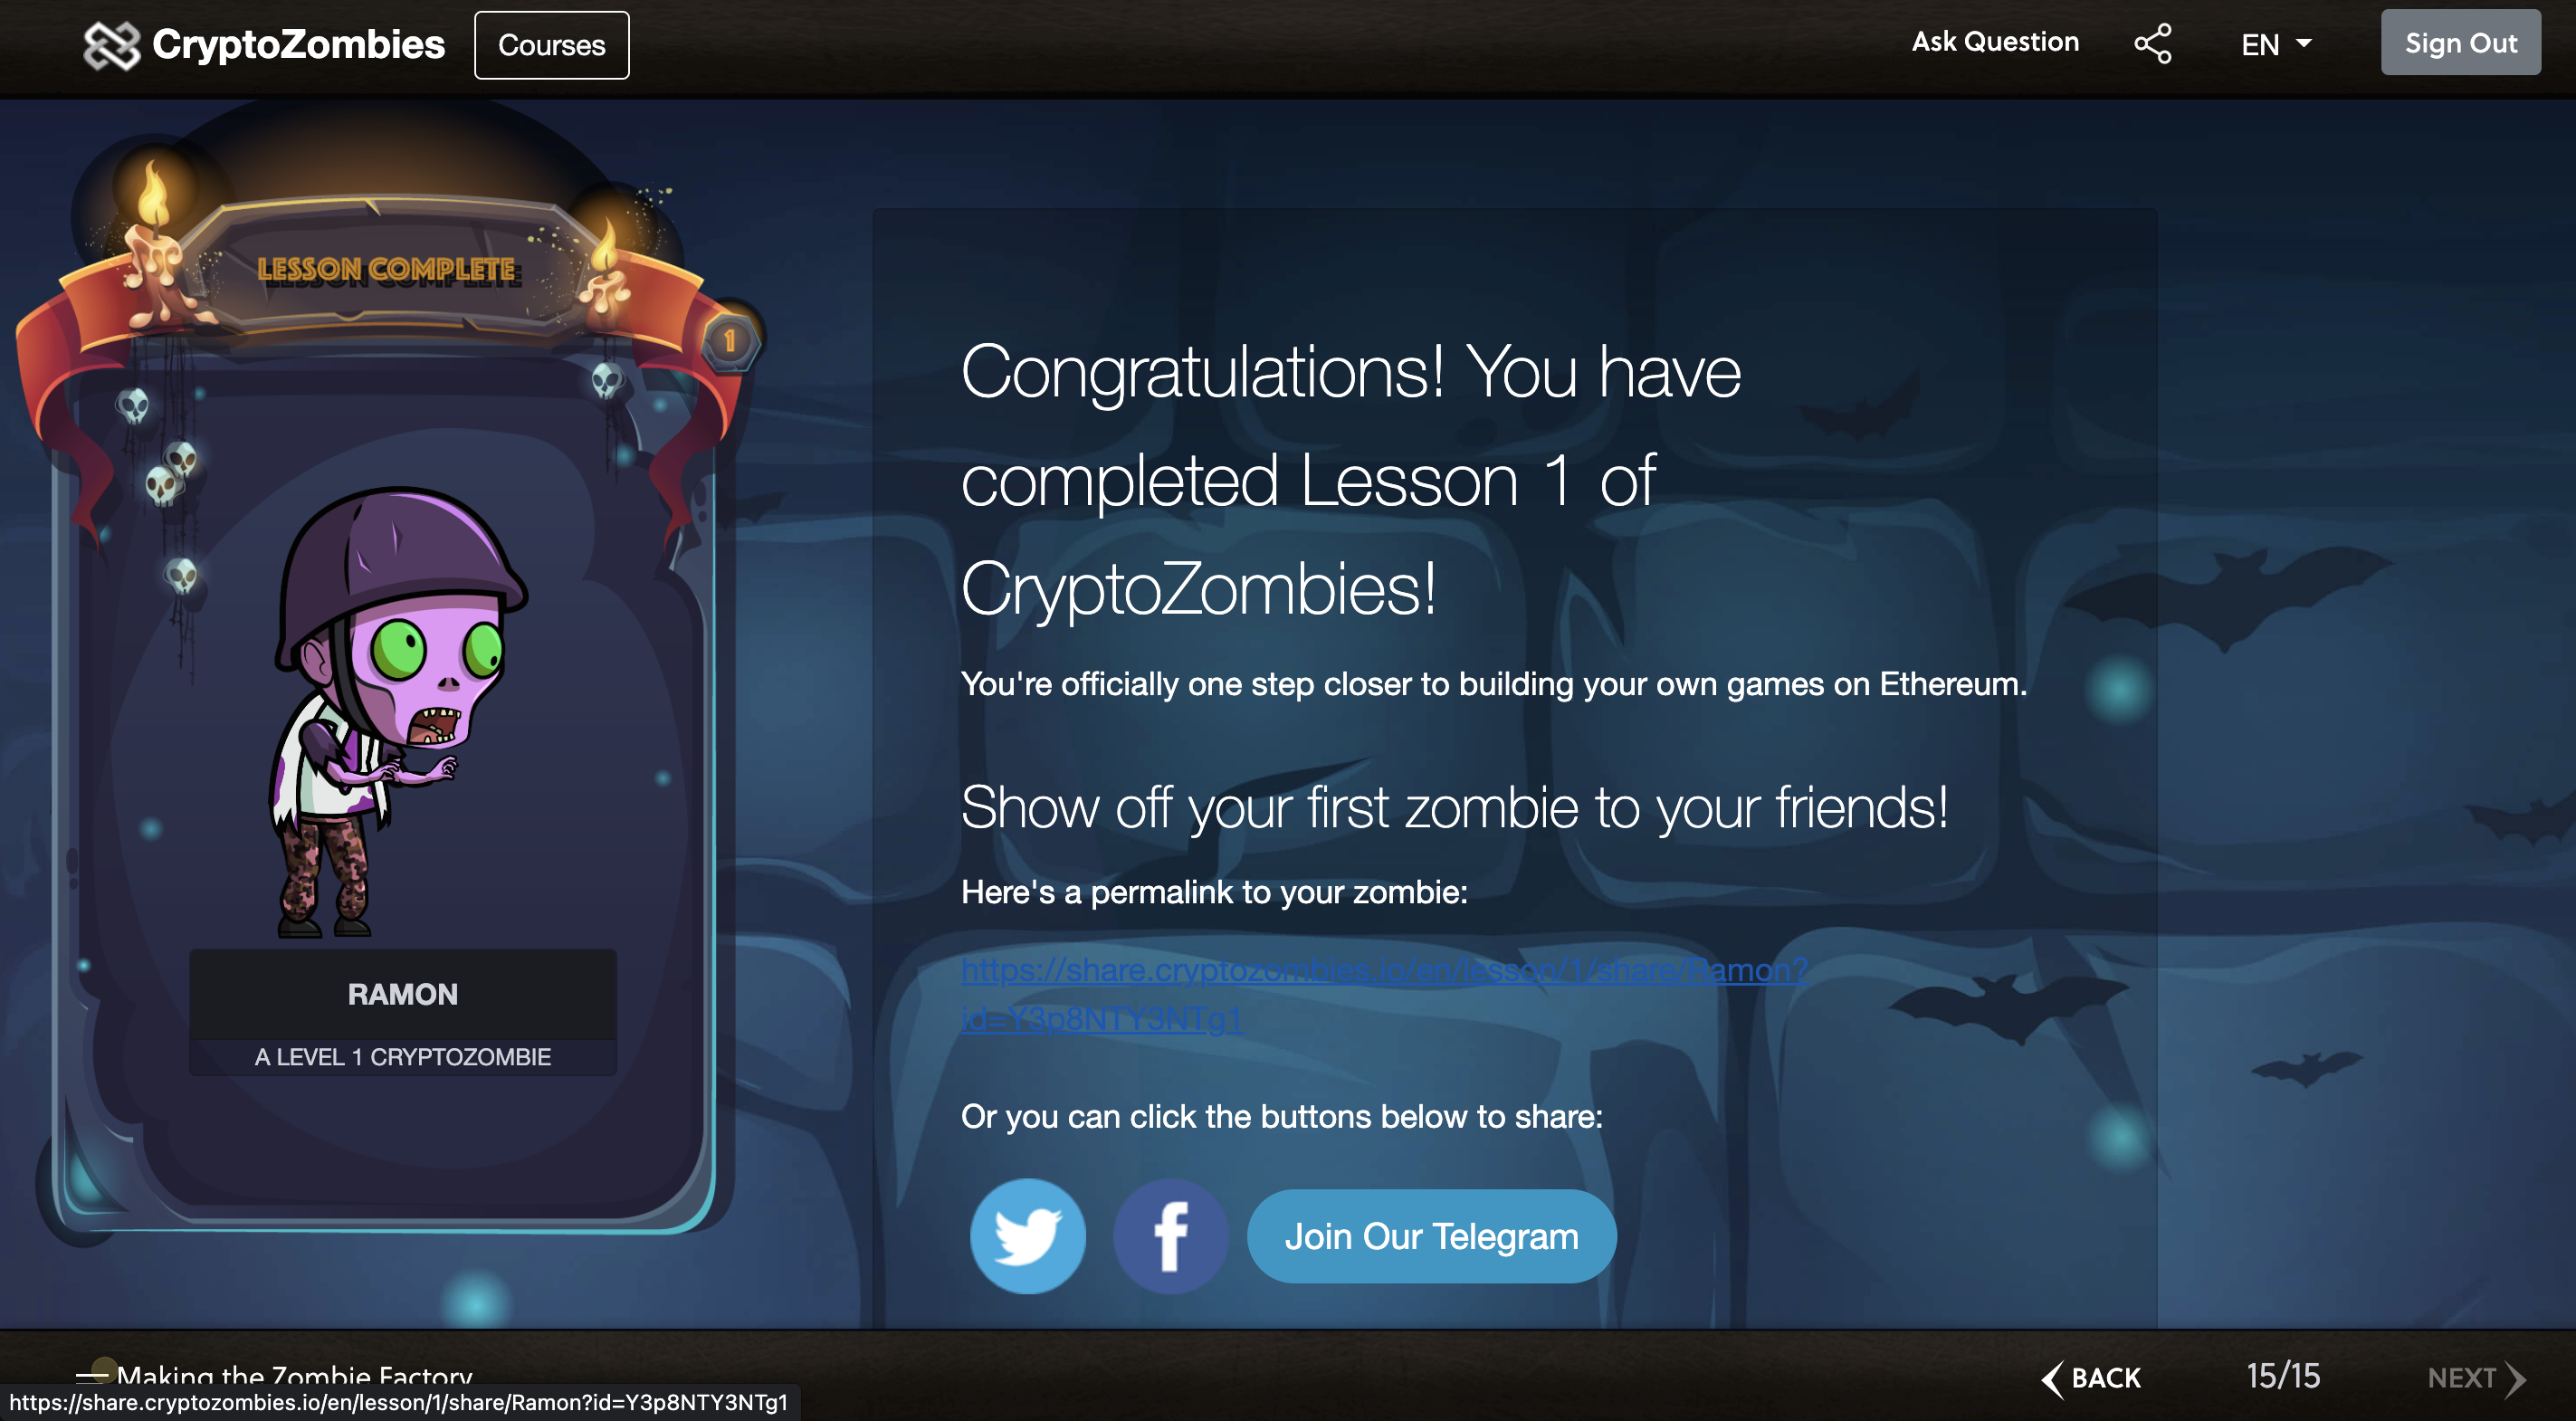 CryptoZombies
Courses
Ask Question
EN
Sign Out
LESSON COMPLETE
1
RAMON
A LEVEL 1 CRYPTOZOMBIE
Congratulations! You have
completed Lesson 1 of
CryptoZombies!
You're officially one step closer to building your own games on Ethereum.
Show off your first zombie to your friends!
Here's a permalink to your zombie:
https://share.cryptozombies.io/en/lesson/1/share/Ramon?
id=Y3p8NTY3NTg1
Or you can click the buttons below to share:
Join Our Telegram
Making the Zombie Factory
BACK
15/15
NEXT
https://share.cryptozombies.io/en/lesson/1/share/Ramon?id=Y3p8NTY3NTg1